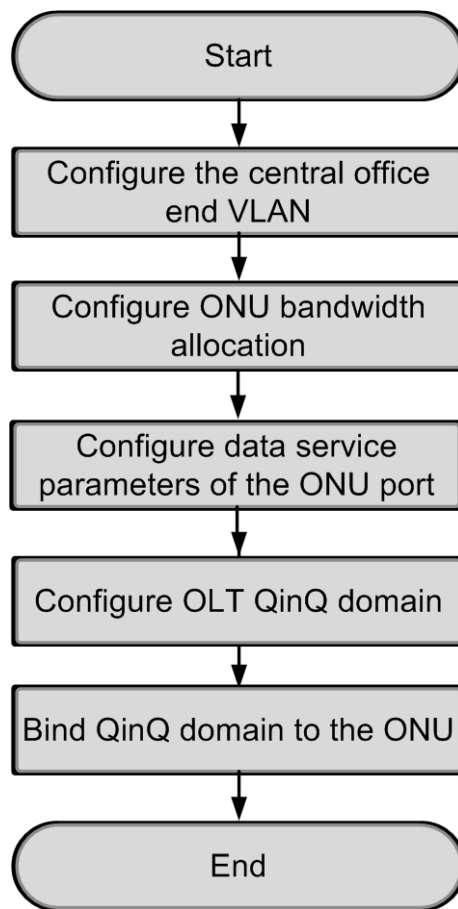 Start
Configure the central office
end VLAN
Configure ONU bandwidth
allocation
Configure data service
parameters of the ONU port
Configure OLT QinQ domain
Bind QinQ domain to the ONU
End